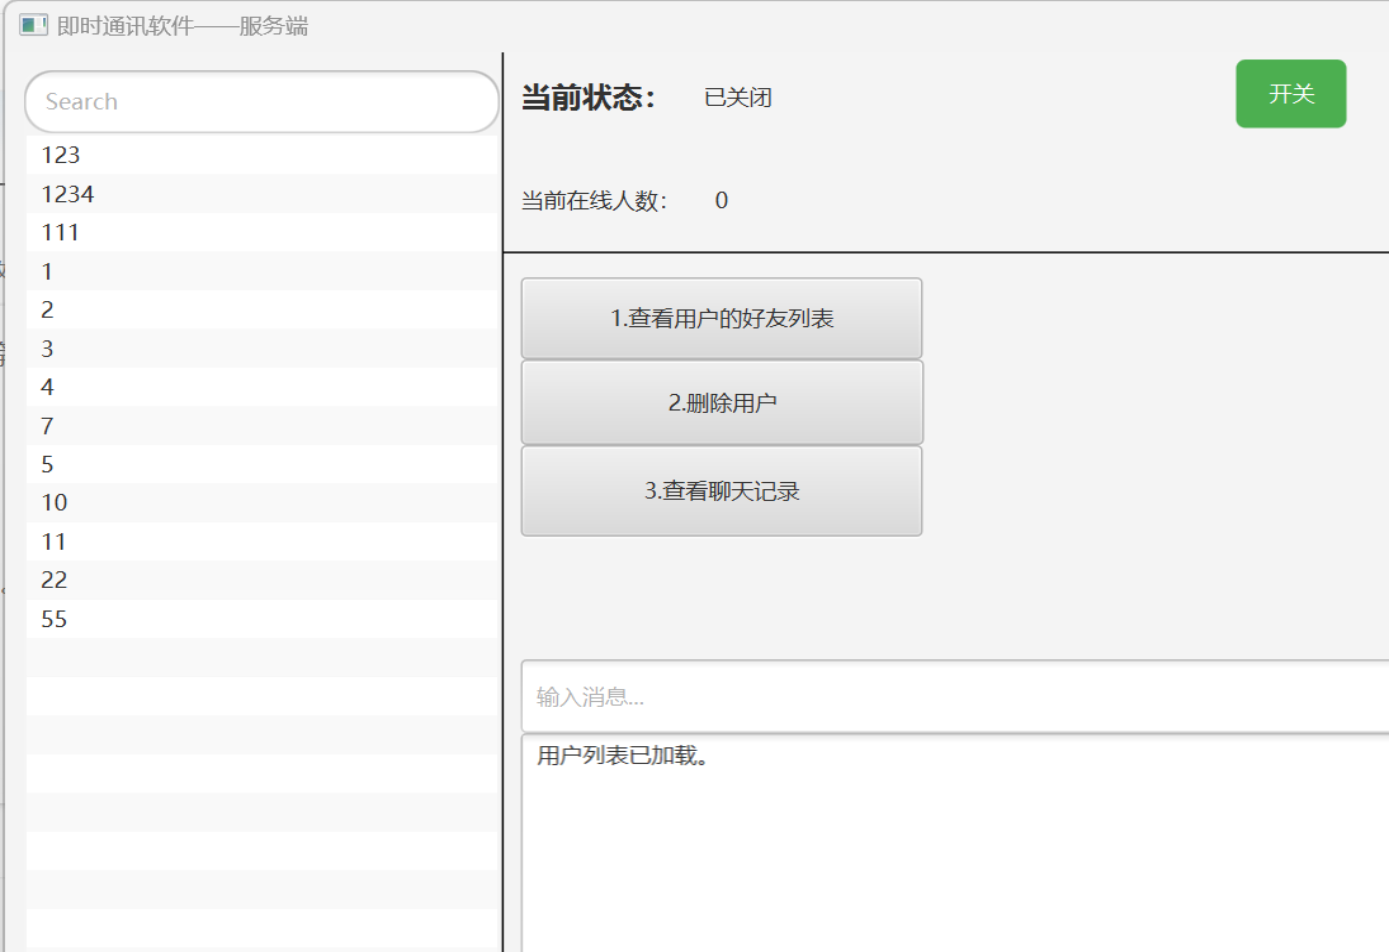 即时通讯软件——服务端
Search
123
1234
111
1
2
3
4
7
5
10
11
22
55
当前状态： 已关闭
开关
当前在线人数： 0
1.查看用户的好友列表
2.删除用户
3.查看聊天记录
输入消息...
用户列表已加载。